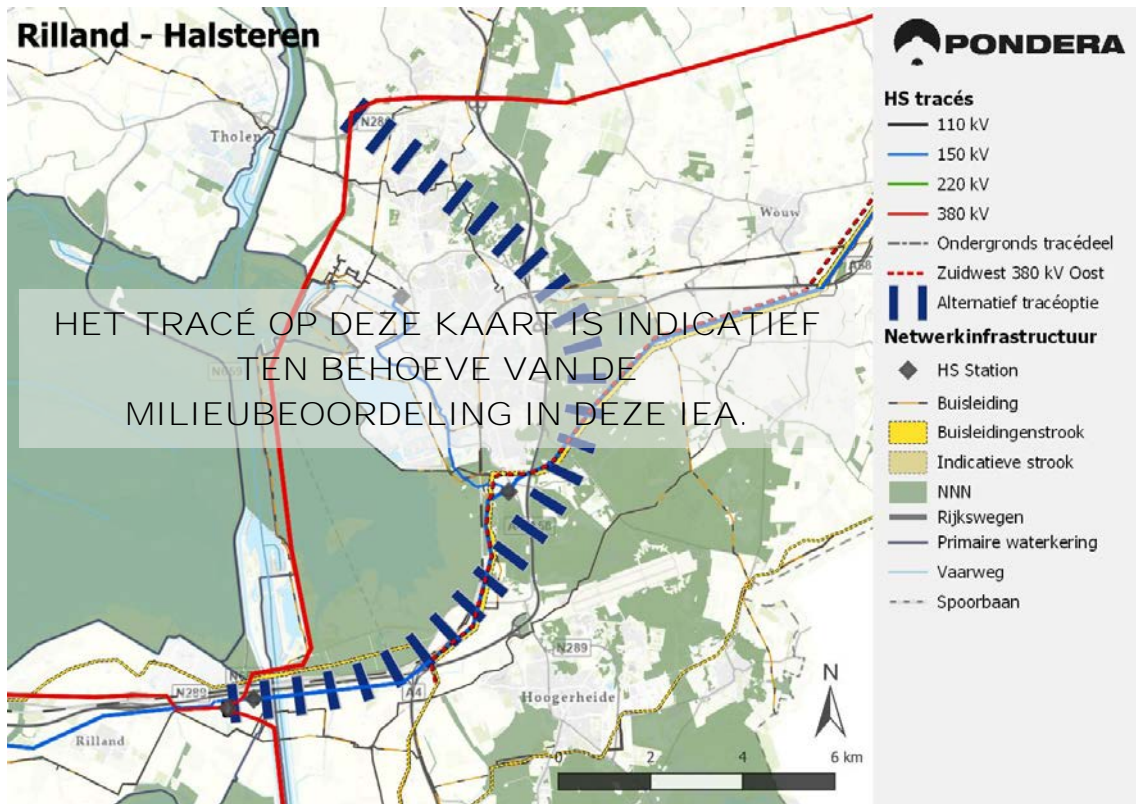 Rilland - Halsteren
PONDERA
HS tracés
110 kV
150 kV
220 kV
380 kV
Ondergronds tracédeel
Zuidwest 380 kV Oost
Alternatief tracéoptie
Netwerkinfrastructuur
HS Station
Buisleiding
Buisleidingenstrook
Indicatieve strook
NNN
Rijkswegen
Primaire waterkering
Vaarweg
Spoorbaan
Tholen
Wouw
HET TRACÉ OP DEZE KAART IS INDICATIEF
TEN BEHOEVE VAN DE
MILIEUBEOORDELING IN DEZE IEA.
N659
N289
N289
A4
Hoogerheide
Rilland
N
0 2 4 6 km